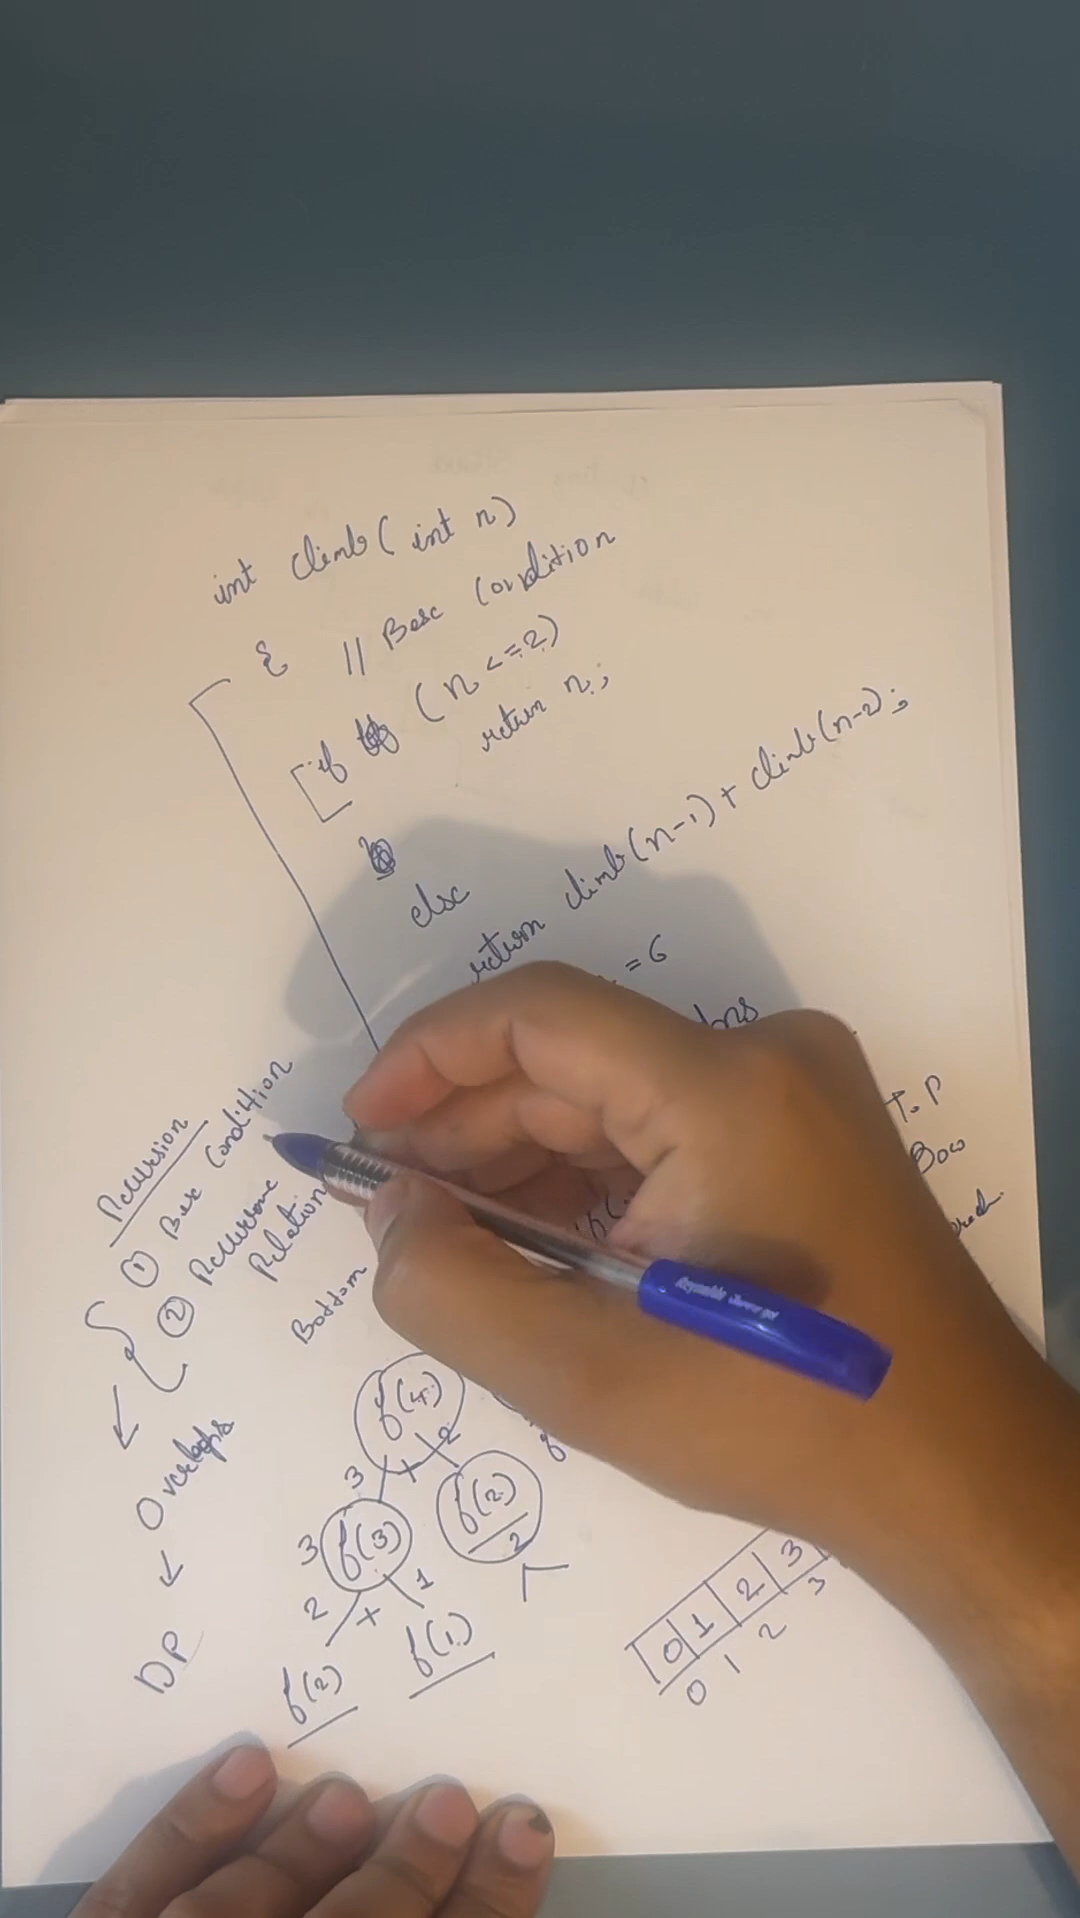 int climb( int n)
{ // Base Condition
if (n <=2)
return n;
else
return climb(n-1) + climb(n-2);
= 6
Recursion
① Base Condition
② Recursive
Relation
Bottom
T. P
Overlaps
DP
f(4)
3 + 2
3 f(3)
f(2)
2
2 + 1
f(2)
f(1)
0 1 2 3
0 1 2 3
Reynolds